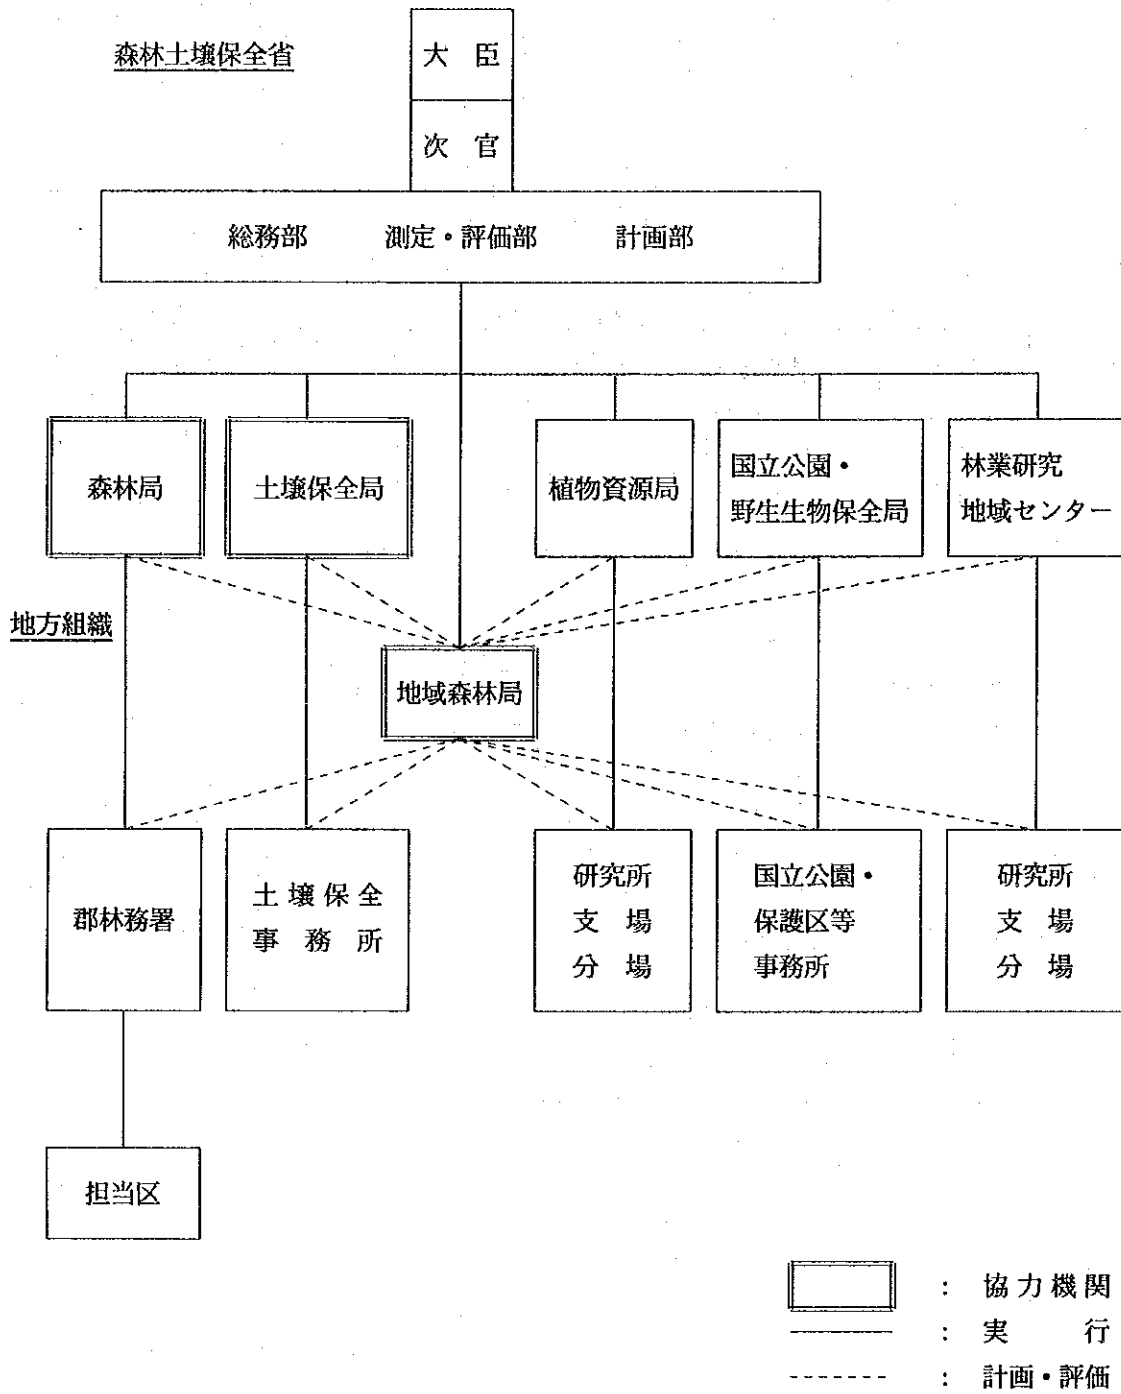 森林土壌保全省
大臣
次官
総務部 測定・評価部 計画部
森林局
土壌保全局
植物資源局
国立公園・
野生生物保全局
林業研究
地域センター
地方組織
地域森林局
郡林務署
土壌保全
事務所
研究所
支場
分場
国立公園・
保護区等
事務所
研究所
支場
分場
担当区
: 協力機関
: 実行
: 計画・評価